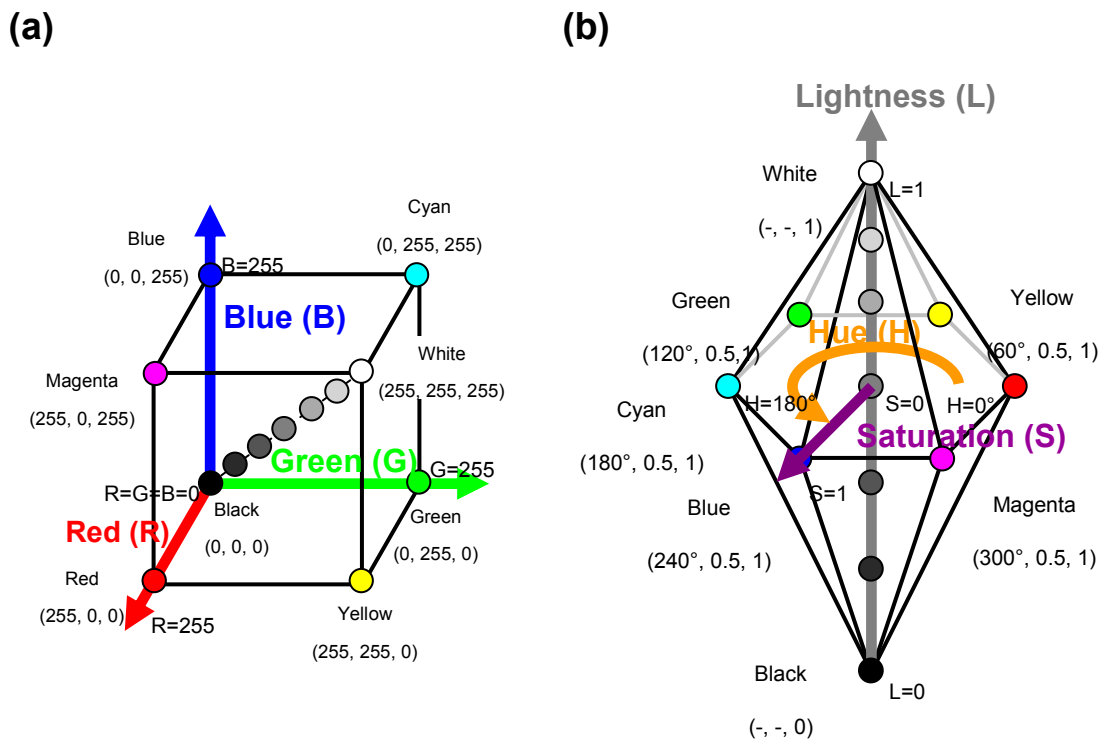 (a)
Blue (B)
Green (G)
Red (R)
Blue
(0, 0, 255)
B=255
Cyan
(0, 255, 255)
Magenta
(255, 0, 255)
White
(255, 255, 255)
R=G=B=0
Black
(0, 0, 0)
G=255
Green
(0, 255, 0)
Red
(255, 0, 0)
R=255
Yellow
(255, 255, 0)
(b)
Lightness (L)
White
(-, -, 1)
L=1
Green
(120°, 0.5,1)
Hue (H)
Yellow
(60°, 0.5, 1)
H=180°
S=0
H=0°
Cyan
(180°, 0.5, 1)
Saturation (S)
S=1
Blue
(240°, 0.5, 1)
Magenta
(300°, 0.5, 1)
Black
(-, -, 0)
L=0